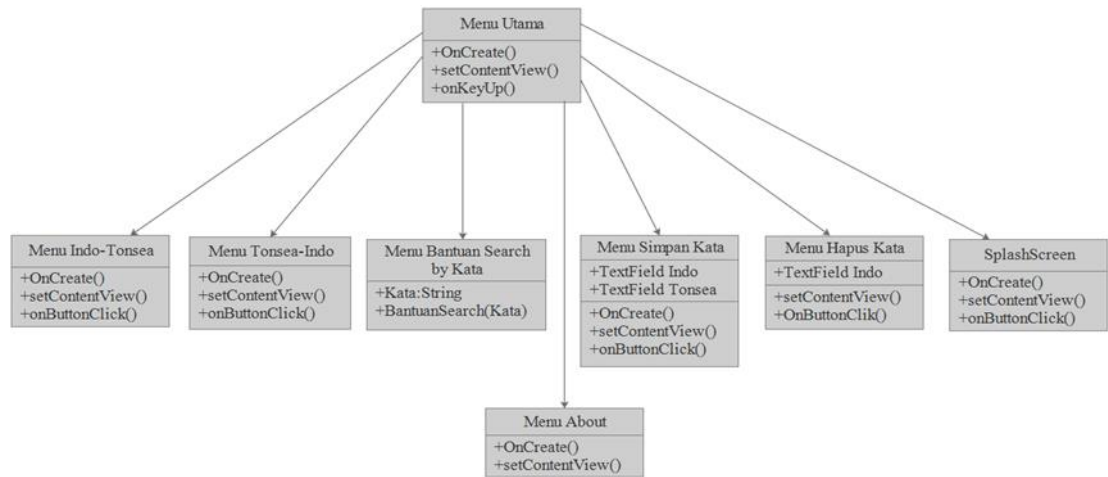 Menu Utama
+OnCreate()
+setContentView()
+onKeyUp()
Menu Indo-Tonsea
+OnCreate()
+setContentView()
+onButtonClick()
Menu Tonsea-Indo
+OnCreate()
+setContentView()
+onButtonClick()
Menu Bantuan Search
by Kata
+Kata:String
+BantuanSearch(Kata)
Menu Simpan Kata
+TextField Indo
+TextField Tonsea
+OnCreate()
+setContentView()
+onButtonClick()
Menu Hapus Kata
+TextField Indo
+setContentView()
+OnButtonClik()
SplashScreen
+OnCreate()
+setContentView()
+onButtonClick()
Menu About
+OnCreate()
+setContentView()